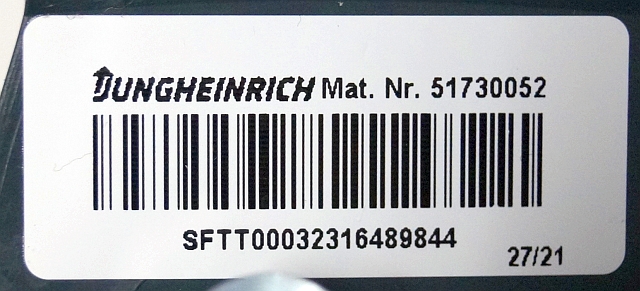 JUNGHEINRICH Mat. Nr. 51730052
SFTT00032316489844
27/21